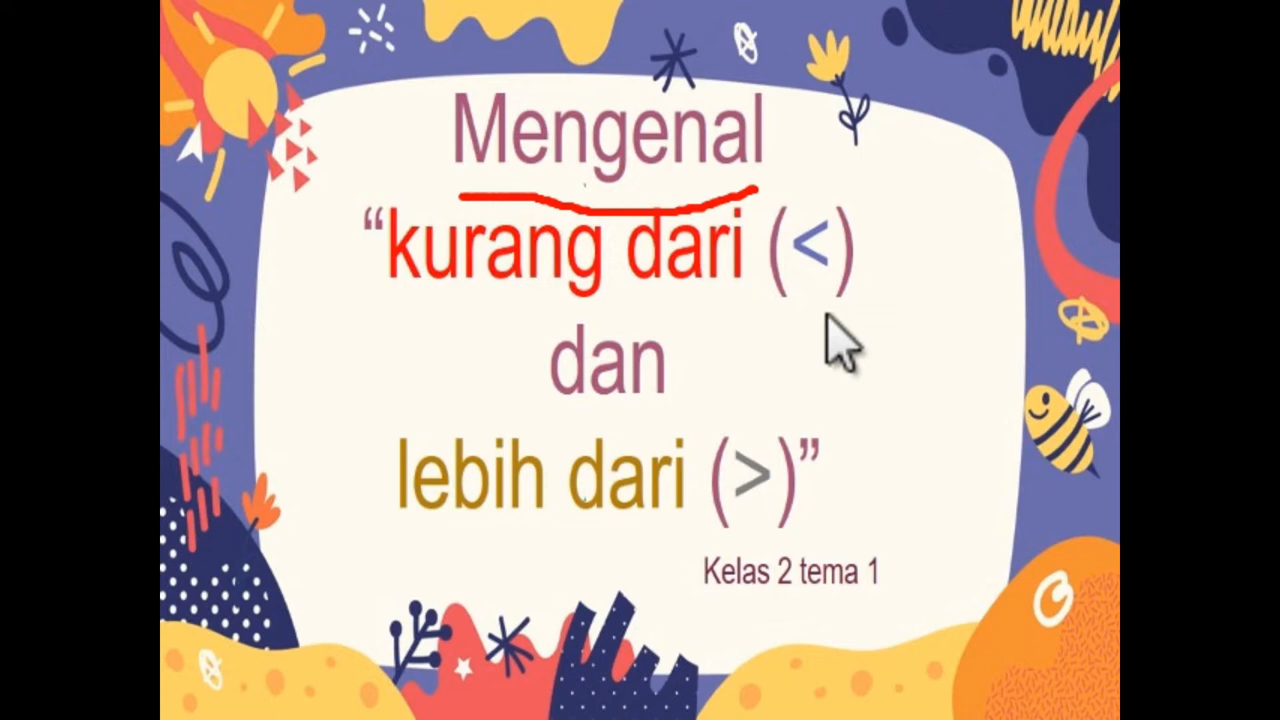 Mengenal
“kurang dari (<)
dan
lebih dari (>)”
Kelas 2 tema 1